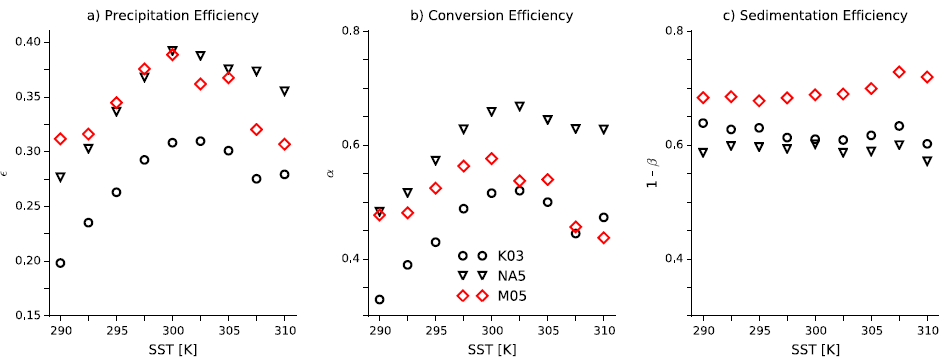 a) Precipitation Efficiency
0.40
0.35
0.30
0.25
0.20
0.15
ϵ
290 295 300 305 310
SST [K]
b) Conversion Efficiency
0.8
0.6
0.4
α
K03
NA5
M05
290 295 300 305 310
SST [K]
c) Sedimentation Efficiency
0.8
0.6
0.4
1 - β
290 295 300 305 310
SST [K]